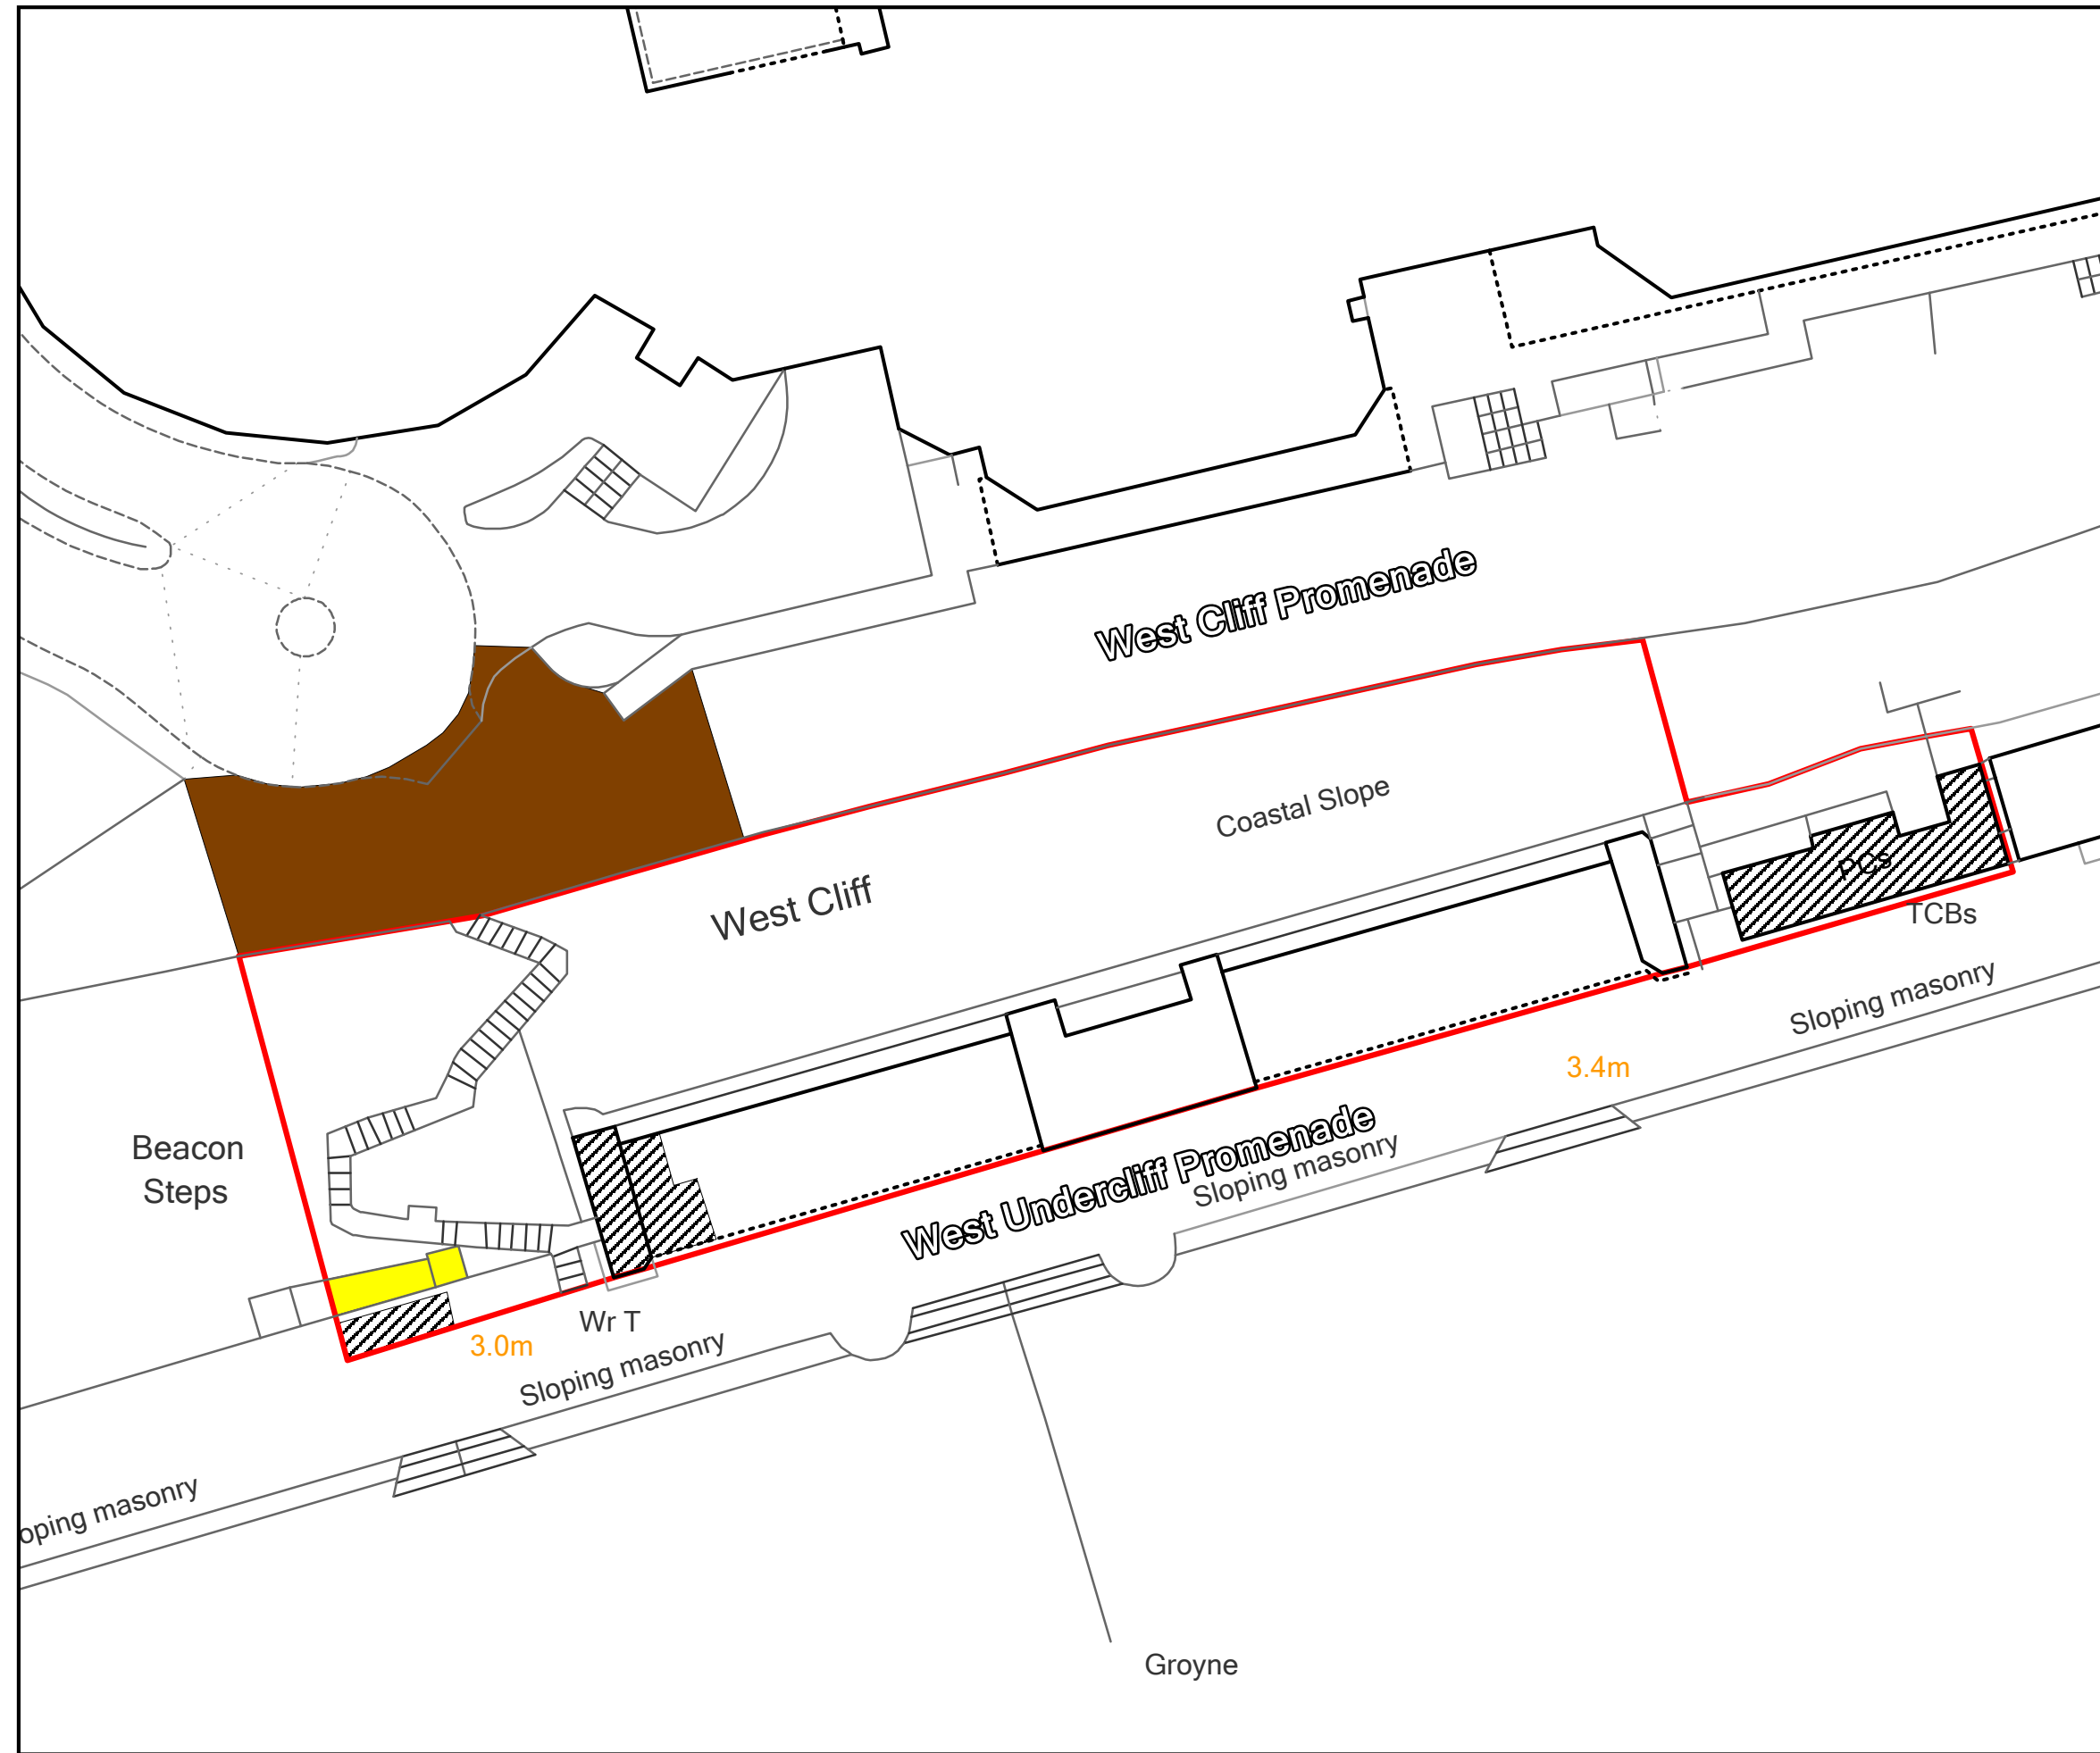 West Cliff Promenade
Coastal Slope
West Cliff
pcs
TCBs
Sloping masonry
3.4m
Beacon
Steps
West Undercliff Promenade
Sloping masonry
Wr T
3.0m
Sloping masonry
oping masonry
Groyne